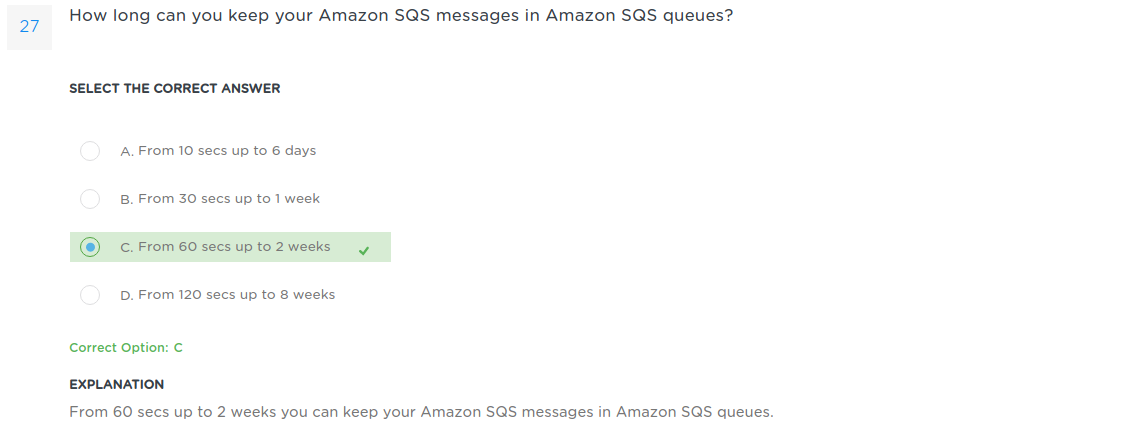 27
How long can you keep your Amazon SQS messages in Amazon SQS queues?
SELECT THE CORRECT ANSWER
A. From 10 secs up to 6 days
B. From 30 secs up to 1 week
C. From 60 secs up to 2 weeks
D. From 120 secs up to 8 weeks
Correct Option: C
EXPLANATION
From 60 secs up to 2 weeks you can keep your Amazon SQS messages in Amazon SQS queues.